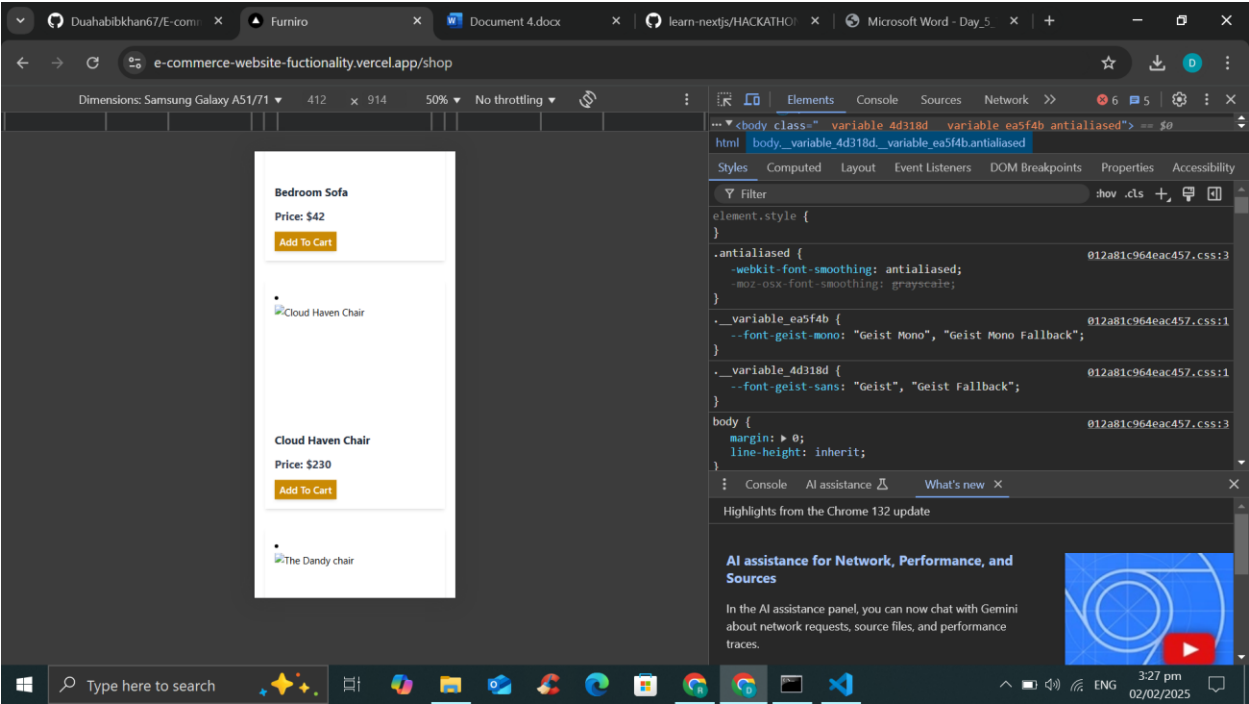 Duahabibkhan67/E-comm
Furniro
Document 4.docx
learn-nextjs/HACKATHON
Microsoft Word - Day_5_
e-commerce-website-fuctionality.vercel.app/shop
D
Dimensions: Samsung Galaxy A51/71 412 x 914 50% No throttling
Elements Console Sources Network 6 5
<body class="__variable_4d318d __variable_ea5f4b antialiased"> == $0
html body.__variable_4d318d.__variable_ea5f4b.antialiased
Styles Computed Layout Event Listeners DOM Breakpoints Properties Accessibility
Filter :hov .cls
element.style {
}
.antialiased { 012a81c964eac457.css:3
-webkit-font-smoothing: antialiased;
-moz-osx-font-smoothing: grayscale;
}
.__variable_ea5f4b { 012a81c964eac457.css:1
--font-geist-mono: "Geist Mono", "Geist Mono Fallback";
}
.__variable_4d318d { 012a81c964eac457.css:1
--font-geist-sans: "Geist", "Geist Fallback";
}
body { 012a81c964eac457.css:3
margin: 0;
line-height: inherit;
}
Bedroom Sofa
Price: $42
Add To Cart
Cloud Haven Chair
Cloud Haven Chair
Price: $230
Add To Cart
The Dandy chair
Console AI assistance What's new
Highlights from the Chrome 132 update
AI assistance for Network, Performance, and
Sources
In the AI assistance panel, you can now chat with Gemini
about network requests, source files, and performance
traces.
Type here to search
ENG
3:27 pm
02/02/2025